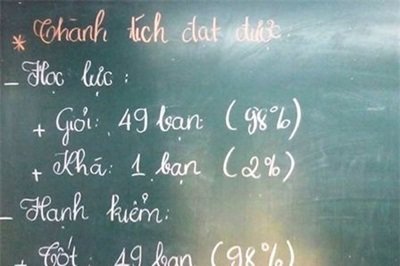 * Thành tích đạt được.
- Học lực :
+ Giỏi: 49 bạn (98%)
+ Khá: 1 bạn (2%)
- Hạnh kiểm:
+ Tốt: 49 bạn (98%)